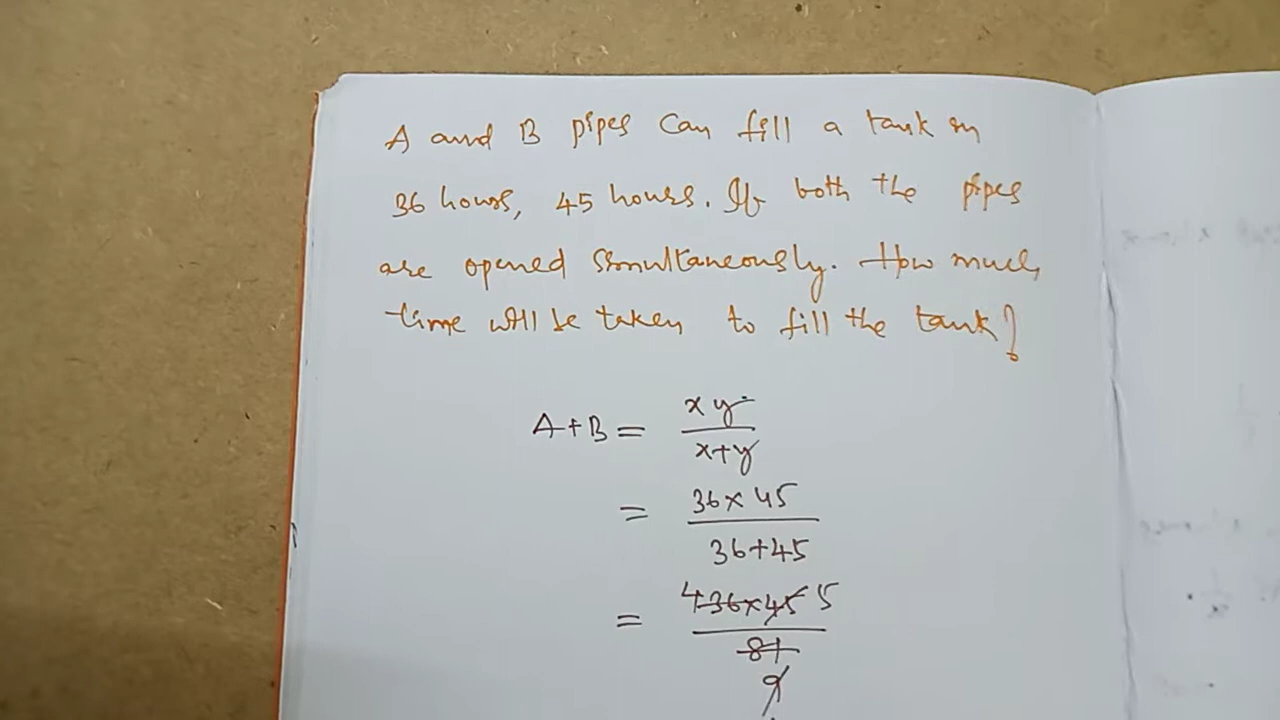 A and B pipes can fill a tank in
36 hours, 45 hours. If both the pipes
are opened simultaneously. How much
time will be taken to fill the tank?
A+B = xy / x+y
= 36×45 / 36+45
= 4 36×45 5 / 81
9